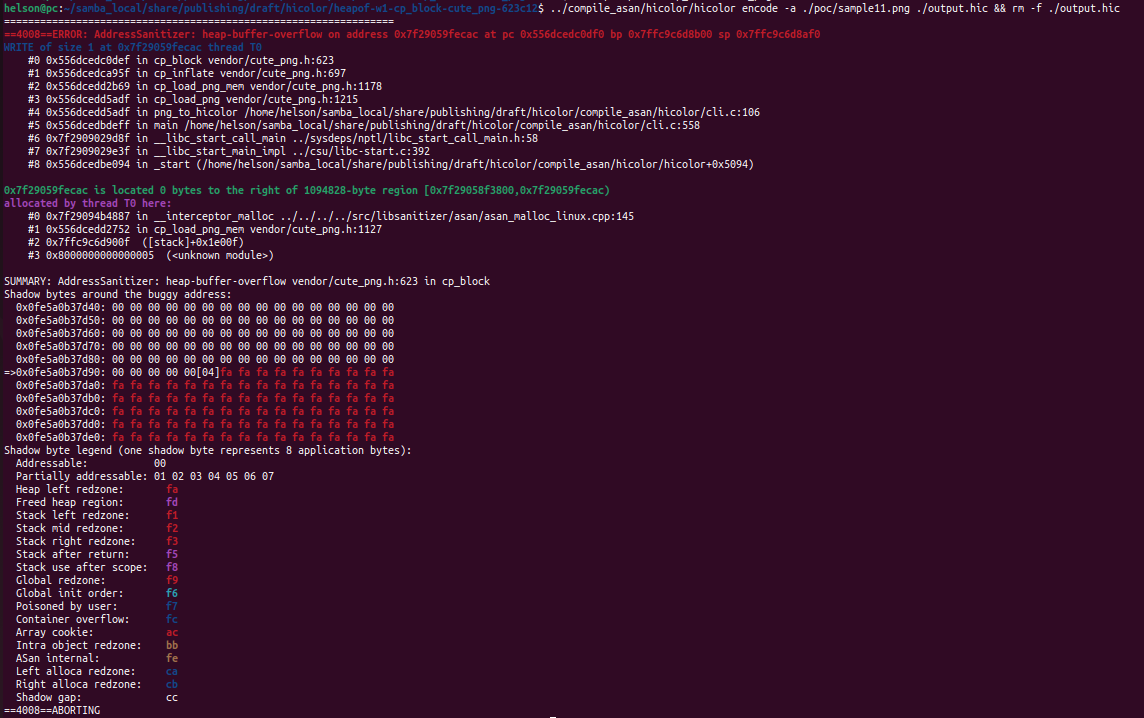 helson@pc:~/samba_local/share/publishing/draft/hicolor/heapof-w1-cp_block-cute_png-623c12$ ../compile_asan/hicolor/hicolor encode -a ./poc/sample11.png ./output.hic && rm -f ./output.hic
=================================================================
==4008==ERROR: AddressSanitizer: heap-buffer-overflow on address 0x7f29059fecac at pc 0x556dcedc0df0 bp 0x7ffc9c6d8b00 sp 0x7ffc9c6d8af0
WRITE of size 1 at 0x7f29059fecac thread T0
    #0 0x556dcedc0def in cp_block vendor/cute_png.h:623
    #1 0x556dcedca95f in cp_inflate vendor/cute_png.h:697
    #2 0x556dcedd2b69 in cp_load_png_mem vendor/cute_png.h:1178
    #3 0x556dcedd5adf in cp_load_png vendor/cute_png.h:1215
    #4 0x556dcedd5adf in png_to_hicolor /home/helson/samba_local/share/publishing/draft/hicolor/compile_asan/hicolor/cli.c:106
    #5 0x556dcedbdeff in main /home/helson/samba_local/share/publishing/draft/hicolor/compile_asan/hicolor/cli.c:558
    #6 0x7f2909029d8f in __libc_start_call_main ../sysdeps/nptl/libc_start_call_main.h:58
    #7 0x7f2909029e3f in __libc_start_main_impl ../csu/libc-start.c:392
    #8 0x556dcedbe094 in _start (/home/helson/samba_local/share/publishing/draft/hicolor/compile_asan/hicolor/hicolor+0x5094)

0x7f29059fecac is located 0 bytes to the right of 1094828-byte region [0x7f29058f3800,0x7f29059fecac)
allocated by thread T0 here:
    #0 0x7f29094b4887 in __interceptor_malloc ../../../../src/libsanitizer/asan/asan_malloc_linux.cpp:145
    #1 0x556dcedd2752 in cp_load_png_mem vendor/cute_png.h:1127
    #2 0x7ffc9c6d900f  ([stack]+0x1e00f)
    #3 0x8000000000000005  (<unknown module>)

SUMMARY: AddressSanitizer: heap-buffer-overflow vendor/cute_png.h:623 in cp_block
Shadow bytes around the buggy address:
  0x0fe5a0b37d40: 00 00 00 00 00 00 00 00 00 00 00 00 00 00 00 00
  0x0fe5a0b37d50: 00 00 00 00 00 00 00 00 00 00 00 00 00 00 00 00
  0x0fe5a0b37d60: 00 00 00 00 00 00 00 00 00 00 00 00 00 00 00 00
  0x0fe5a0b37d70: 00 00 00 00 00 00 00 00 00 00 00 00 00 00 00 00
  0x0fe5a0b37d80: 00 00 00 00 00 00 00 00 00 00 00 00 00 00 00 00
=>0x0fe5a0b37d90: 00 00 00 00 00[04]fa fa fa fa fa fa fa fa fa fa
  0x0fe5a0b37da0: fa fa fa fa fa fa fa fa fa fa fa fa fa fa fa fa
  0x0fe5a0b37db0: fa fa fa fa fa fa fa fa fa fa fa fa fa fa fa fa
  0x0fe5a0b37dc0: fa fa fa fa fa fa fa fa fa fa fa fa fa fa fa fa
  0x0fe5a0b37dd0: fa fa fa fa fa fa fa fa fa fa fa fa fa fa fa fa
  0x0fe5a0b37de0: fa fa fa fa fa fa fa fa fa fa fa fa fa fa fa fa
Shadow byte legend (one shadow byte represents 8 application bytes):
  Addressable:           00
  Partially addressable: 01 02 03 04 05 06 07
  Heap left redzone:       fa
  Freed heap region:       fd
  Stack left redzone:      f1
  Stack mid redzone:       f2
  Stack right redzone:     f3
  Stack after return:      f5
  Stack use after scope:   f8
  Global redzone:          f9
  Global init order:       f6
  Poisoned by user:        f7
  Container overflow:      fc
  Array cookie:            ac
  Intra object redzone:    bb
  ASan internal:           fe
  Left alloca redzone:     ca
  Right alloca redzone:    cb
  Shadow gap:              cc
==4008==ABORTING